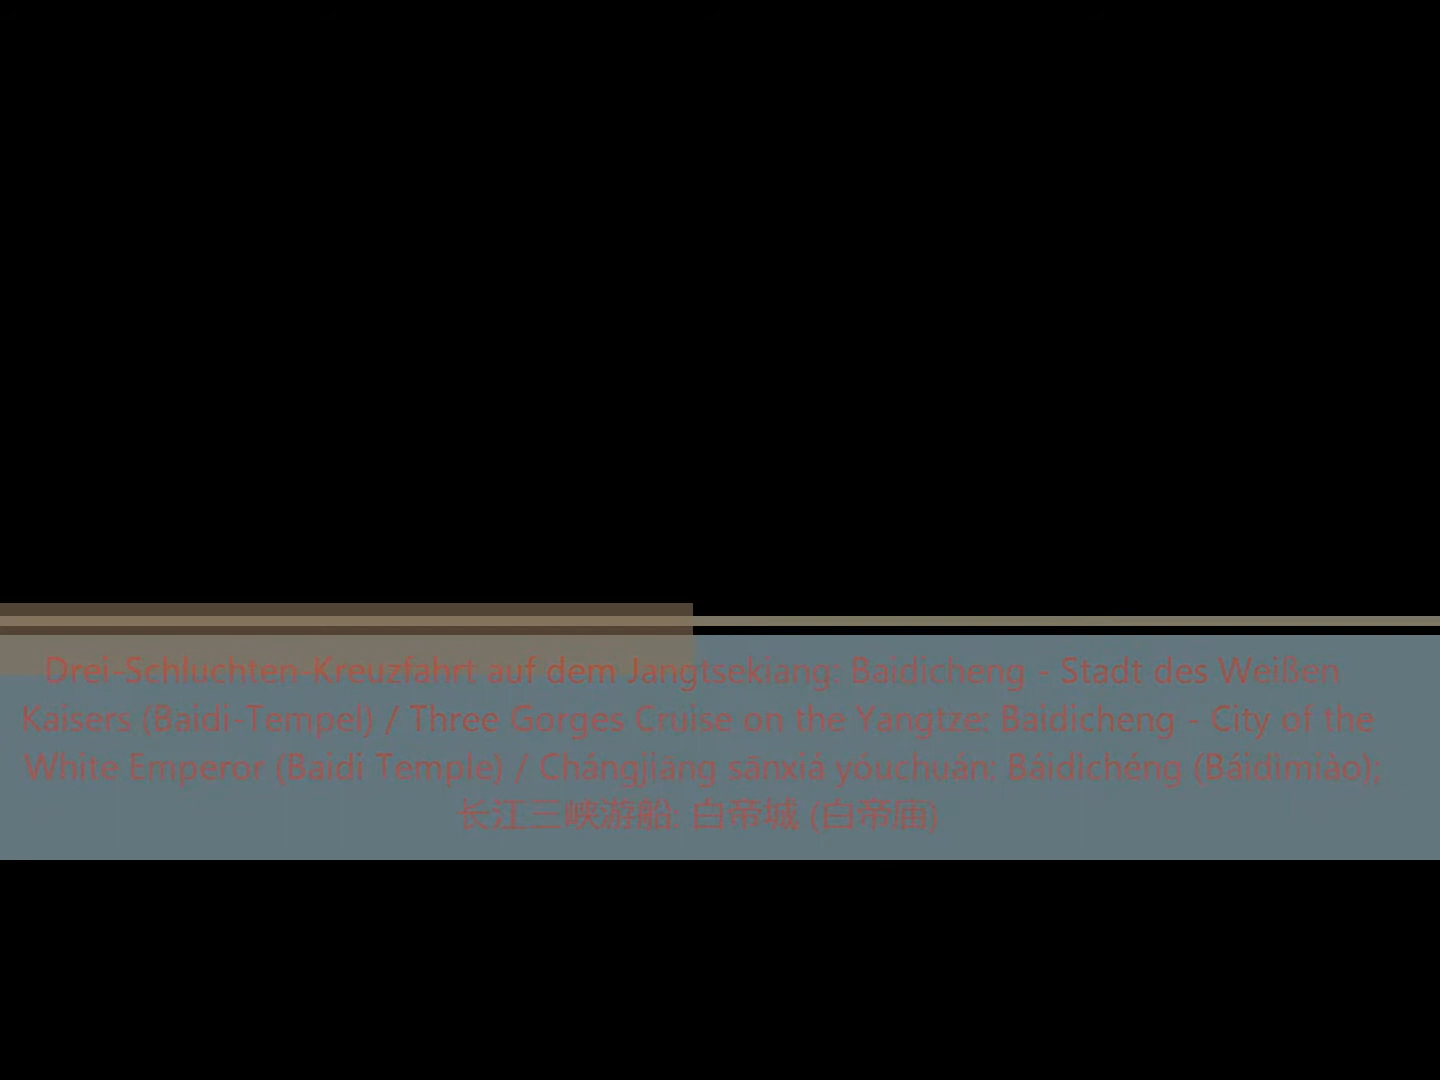 Drei-Schluchten-Kreuzfahrt auf dem Jangtsekiang: Baidicheng - Stadt des Weißen
Kaisers (Baidi-Tempel) / Three Gorges Cruise on the Yangtze: Baidicheng - City of the
White Emperor (Baidi Temple) / Chángjiāng sānxiá yóuchuán: Báidìchéng (Báidìmiào);
长江三峡游船: 白帝城 (白帝庙)